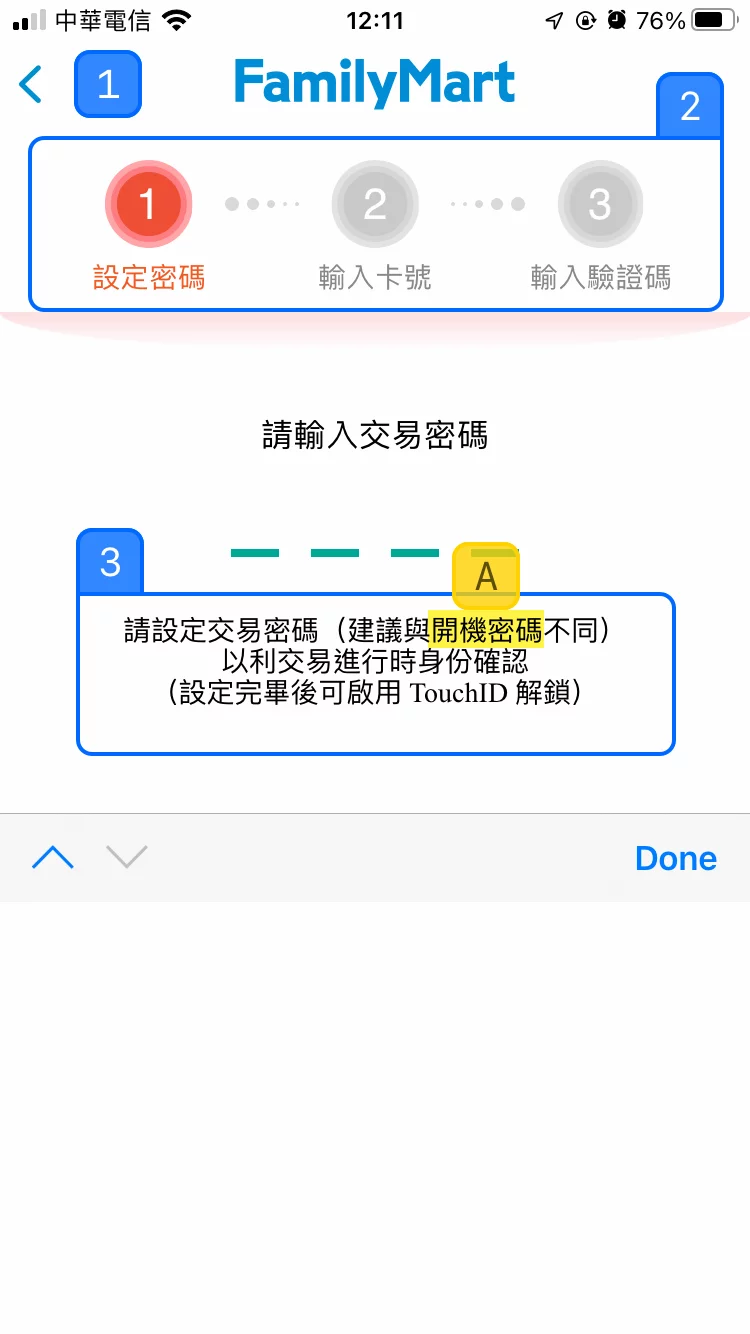 中華電信 12:11 76%
1 FamilyMart
2
1 2 3
設定密碼 輸入卡號 輸入驗證碼
請輸入交易密碼
3
A
請設定交易密碼（建議與開機密碼不同）
以利交易進行時身份確認
（設定完畢後可啟用 TouchID 解鎖）
Done